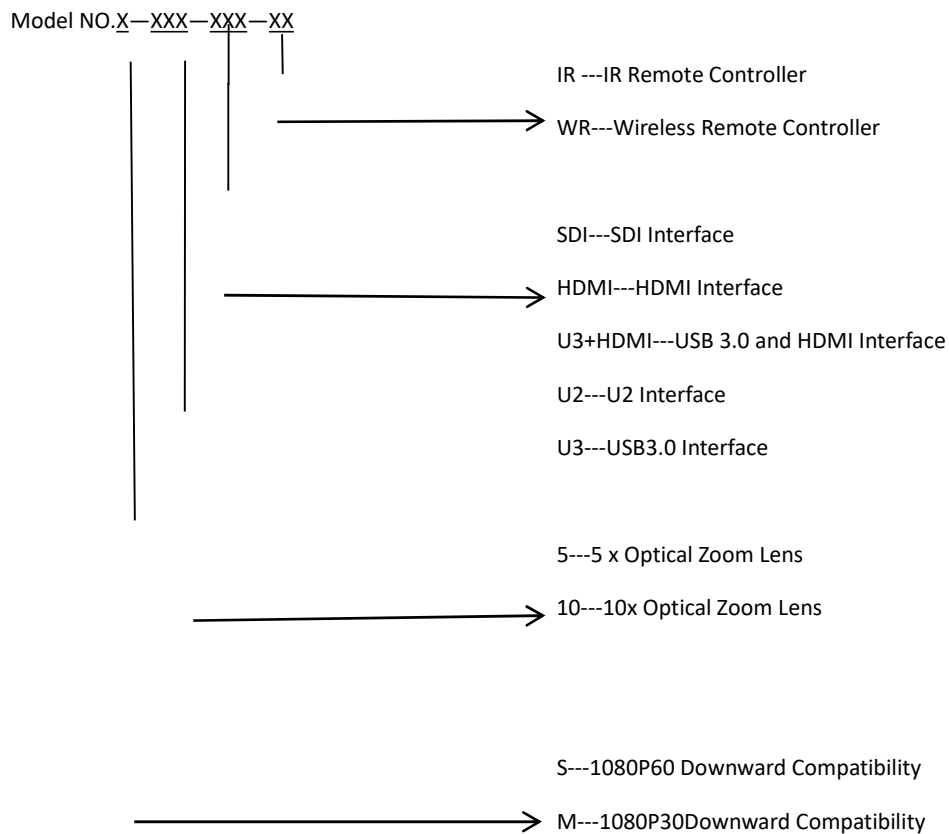 Model NO.X—XXX—XXX—XX
IR ---IR Remote Controller
WR---Wireless Remote Controller
SDI---SDI Interface
HDMI---HDMI Interface
U3+HDMI---USB 3.0 and HDMI Interface
U2---U2 Interface
U3---USB3.0 Interface
5---5 x Optical Zoom Lens
10---10x Optical Zoom Lens
S---1080P60 Downward Compatibility
M---1080P30Downward Compatibility